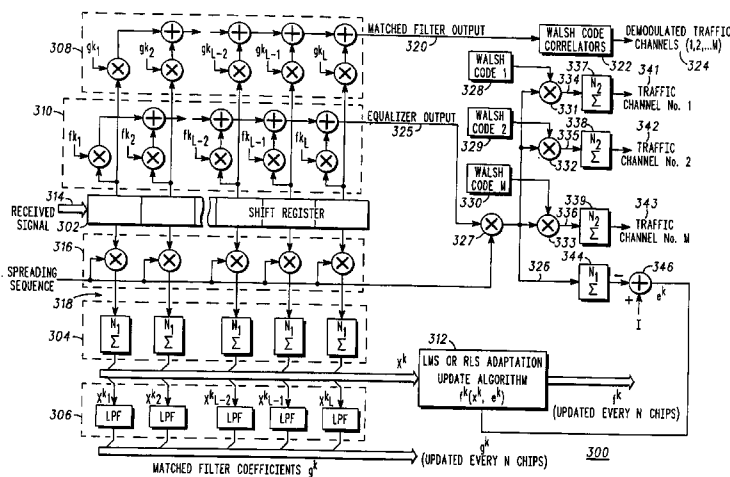 308
gk1
gk2
gkL-2
gkL-1
gkL
MATCHED FILTER OUTPUT
320
WALSH CODE
CORRELATORS
322
DEMODULATED TRAFFIC
CHANNELS (1,2,...M)
324
WALSH
CODE 1
328
334
331
337
N2
Σ
341
TRAFFIC
CHANNEL No. 1
310
fk1
fk2
fkL-2
fkL-1
fkL
EQUALIZER OUTPUT
325
WALSH
CODE 2
329
335
332
338
N2
Σ
342
TRAFFIC
CHANNEL No. 2
WALSH
CODE M
330
336
333
339
N2
Σ
343
TRAFFIC
CHANNEL No. M
314
RECEIVED
SIGNAL
302
SHIFT REGISTER
327
316
SPREADING
SEQUENCE
318
326
344
N1
Σ
−
+
346
ek
I
304
N1
Σ
N1
Σ
N1
Σ
N1
Σ
N1
Σ
Xk
312
LMS OR RLS ADAPTATION
UPDATE ALGORITHM
fk(xk, ek)
fk
(UPDATED EVERY N CHIPS)
306
Xk1
Xk2
XkL-2
XkL-1
XkL
LPF
LPF
LPF
LPF
LPF
gk
(UPDATED EVERY N CHIPS)
MATCHED FILTER COEFFICIENTS gk
300